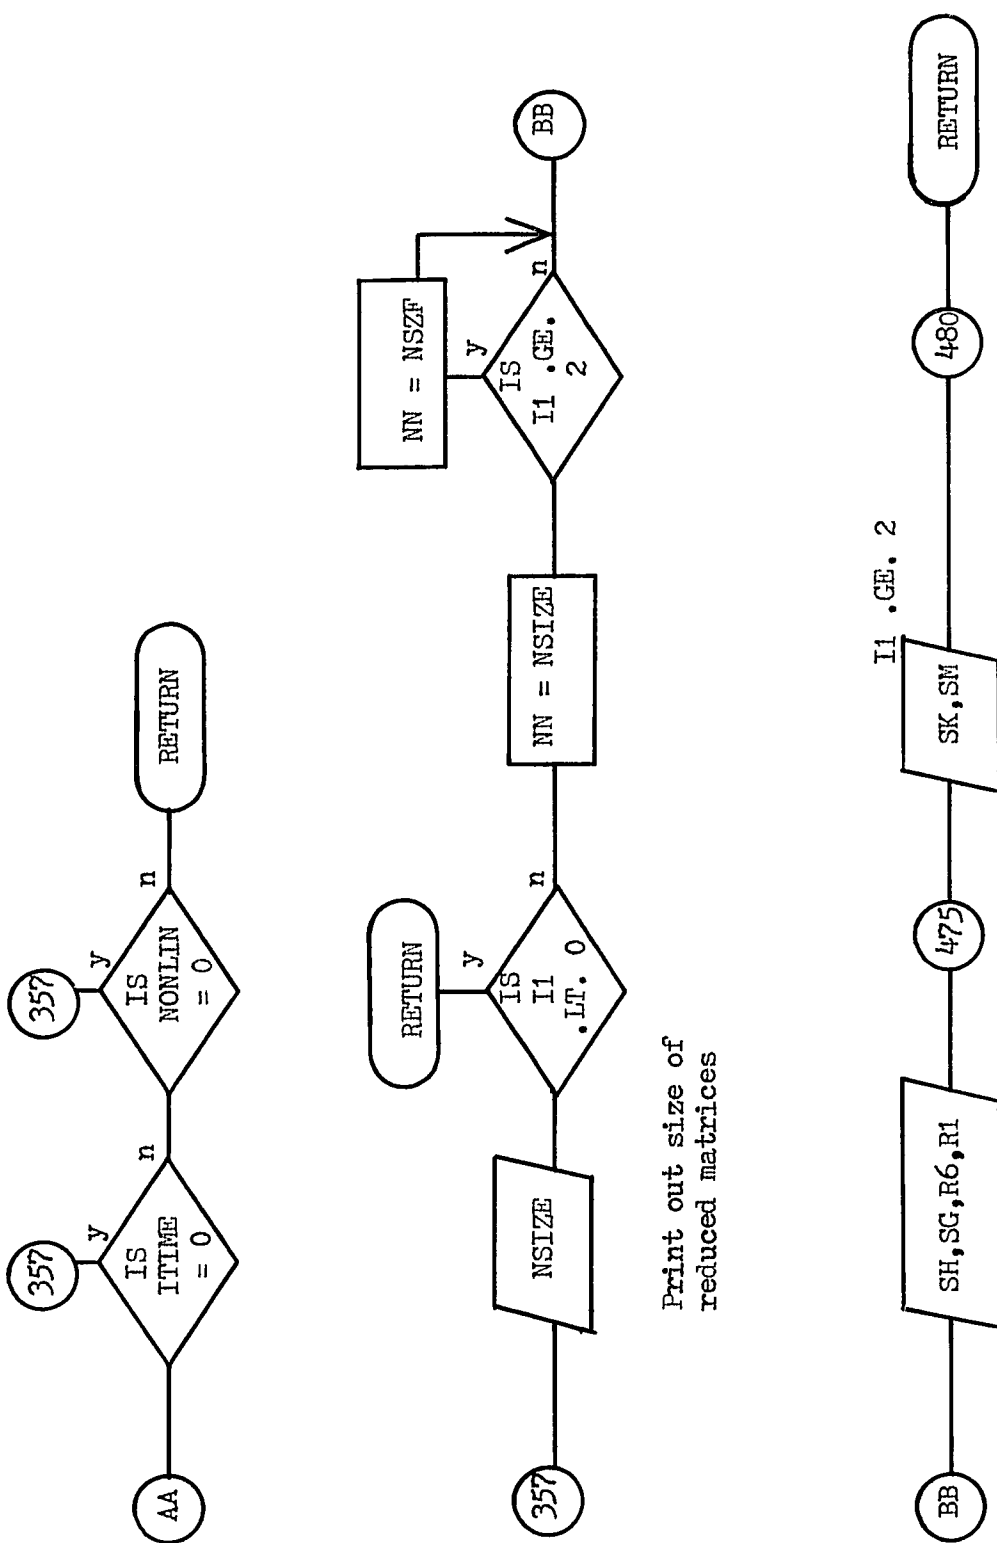 AA
IS
ITIME
= 0
y
n
357
IS
NONLIN
= 0
y
n
357
RETURN
357
NSIZE
Print out size of
reduced matrices
IS
I1
.LT. 0
y
n
RETURN
NN = NSIZE
IS
I1 .GE.
2
y
n
NN = NSZF
BB
BB
SH,SG,R6,R1
475
SK,SM
I1 .GE. 2
480
RETURN